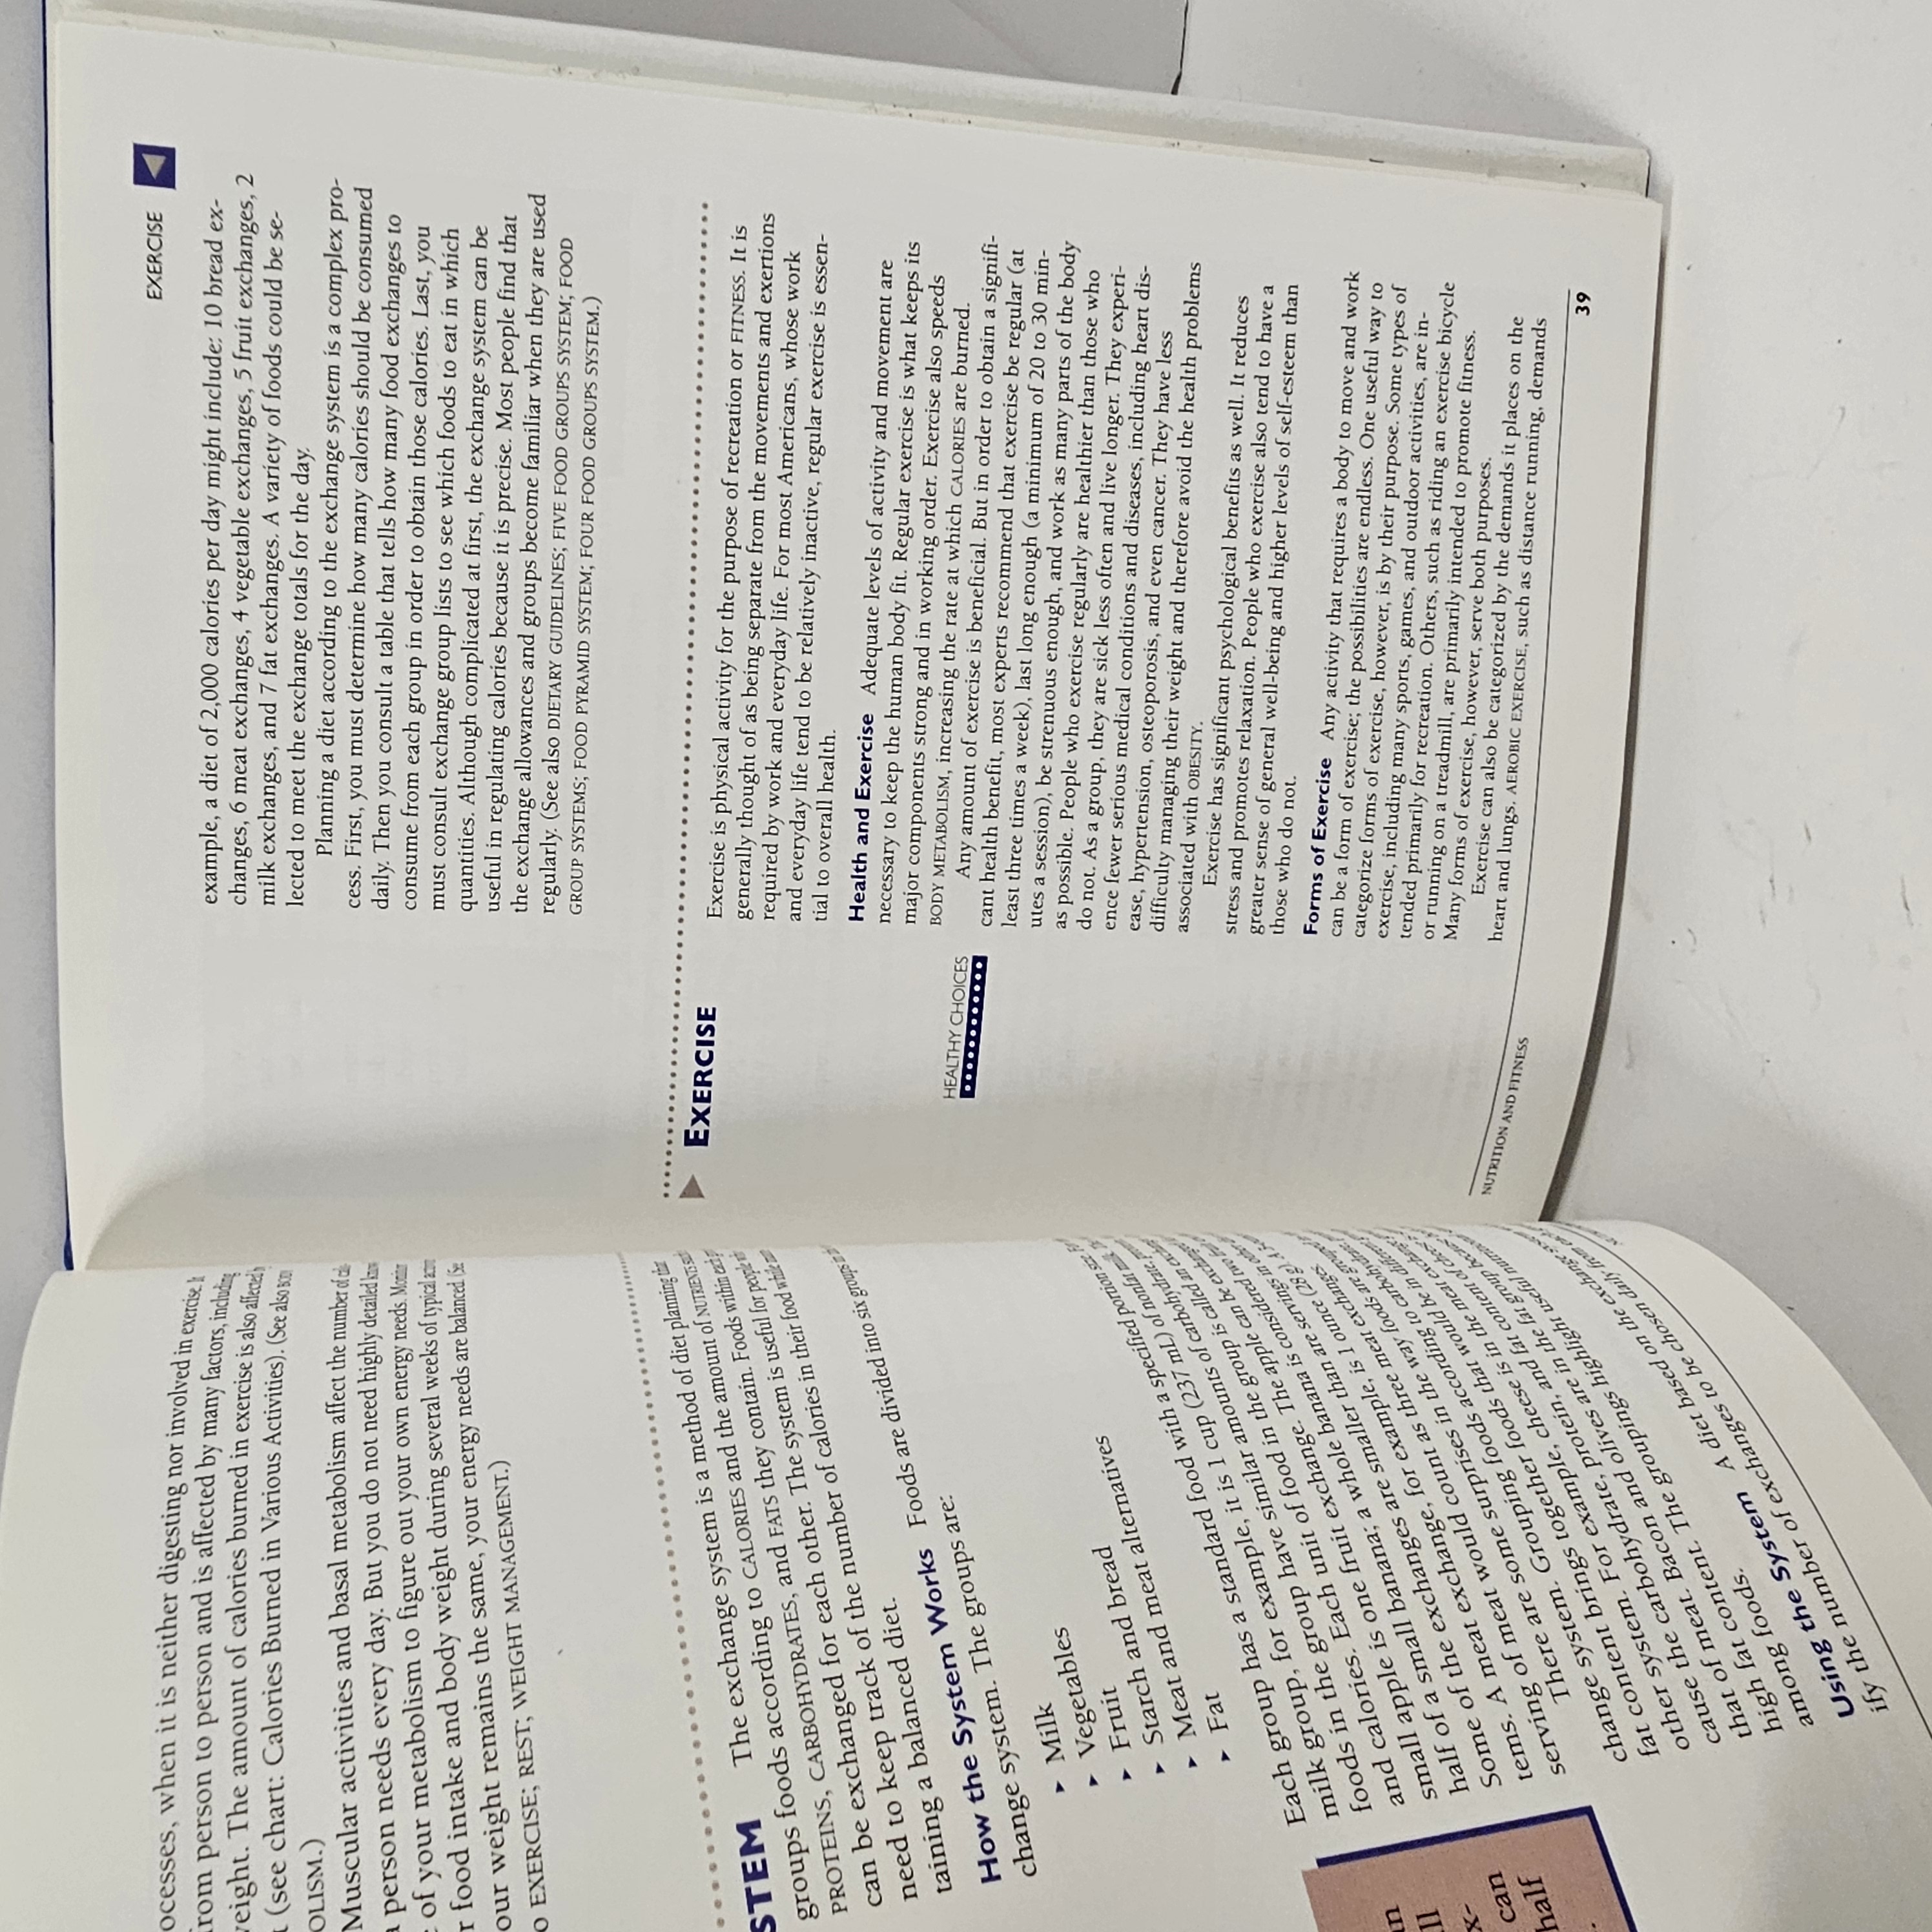 ocesses, when it is neither digesting nor involved in exercise. It
from person to person and is affected by many factors, including
weight. The amount of calories burned in exercise is also affected
(see chart: Calories Burned in Various Activities). (See also BODY
OLISM.)
Muscular activities and basal metabolism affect the number of
a person needs every day. But you do not need highly detailed
of your metabolism to figure out your own energy needs.
r food intake and body weight during several weeks of typical
our weight remains the same, your energy needs are balanced. (See
O EXERCISE; REST; WEIGHT MANAGEMENT.)
STEM The exchange system is a method of diet planning that
groups foods according to CALORIES and the amount of NUTRIENTS such
PROTEINS, CARBOHYDRATES, and FATS they contain. Foods within each
can be exchanged for each other. The system is useful for people
need to keep track of the number of calories in their food while
taining a balanced diet.
How the System Works Foods are divided into six groups in the
change system. The groups are:
► Milk
► Vegetables
► Fruit
► Starch and bread
► Meat and meat alternatives
► Fat
Each group has a standard food with a specified portion size.
milk group, for example, it is 1 cup (237 mL) of nonfat milk.
foods in the group have similar amounts of carbohydrate,
and calories. Each unit of food in the group is called an
small apple is one fruit exchange. The apple can be exchanged
half of a small banana; a whole banana is considered two fruit
Some of the exchanges are smaller than are servings in other
tems. A meat exchange, for example, is 1 ounce (28 g).
serving of meat would count as three meat exchanges.
There are some surprises in the way foods are grouped
change system. Grouping foods according to carbohydrate,
fat content brings together foods that would be in different
other system. For example, cheese is in the meat exchange
cause the carbohydrate, protein, and fat content of cheese
that of meat. Bacon and olives are in the fat group because
high fat content. The groupings highlight useful nutritional
among foods.
Using the System A diet based on the exchange system
ify the number of exchanges to be chosen daily from each
in
ll
x-
can
half
EXERCISE
example, a diet of 2,000 calories per day might include: 10 bread ex-
changes, 6 meat exchanges, 4 vegetable exchanges, 5 fruit exchanges, 2
milk exchanges, and 7 fat exchanges. A variety of foods could be se-
lected to meet the exchange totals for the day.
Planning a diet according to the exchange system is a complex pro-
cess. First, you must determine how many calories should be consumed
daily. Then you consult a table that tells how many food exchanges to
consume from each group in order to obtain those calories. Last, you
must consult exchange group lists to see which foods to eat in which
quantities. Although complicated at first, the exchange system can be
useful in regulating calories because it is precise. Most people find that
the exchange allowances and groups become familiar when they are used
regularly. (See also DIETARY GUIDELINES; FIVE FOOD GROUPS SYSTEM; FOOD
GROUP SYSTEMS; FOOD PYRAMID SYSTEM; FOUR FOOD GROUPS SYSTEM.)
EXERCISE
Exercise is physical activity for the purpose of recreation or FITNESS. It is
generally thought of as being separate from the movements and exertions
required by work and everyday life. For most Americans, whose work
and everyday life tend to be relatively inactive, regular exercise is essen-
tial to overall health.
Health and Exercise Adequate levels of activity and movement are
necessary to keep the human body fit. Regular exercise is what keeps its
major components strong and in working order. Exercise also speeds
BODY METABOLISM, increasing the rate at which CALORIES are burned.
HEALTHY CHOICES
Any amount of exercise is beneficial. But in order to obtain a signifi-
cant health benefit, most experts recommend that exercise be regular (at
least three times a week), last long enough (a minimum of 20 to 30 min-
utes a session), be strenuous enough, and work as many parts of the body
as possible. People who exercise regularly are healthier than those who
do not. As a group, they are sick less often and live longer. They experi-
ence fewer serious medical conditions and diseases, including heart dis-
ease, hypertension, osteoporosis, and even cancer. They have less
difficulty managing their weight and therefore avoid the health problems
associated with OBESITY.
Exercise has significant psychological benefits as well. It reduces
stress and promotes relaxation. People who exercise also tend to have a
greater sense of general well-being and higher levels of self-esteem than
those who do not.
Forms of Exercise Any activity that requires a body to move and work
can be a form of exercise; the possibilities are endless. One useful way to
categorize forms of exercise, however, is by their purpose. Some types of
exercise, including many sports, games, and outdoor activities, are in-
tended primarily for recreation. Others, such as riding an exercise bicycle
or running on a treadmill, are primarily intended to promote fitness.
Many forms of exercise, however, serve both purposes.
Exercise can also be categorized by the demands it places on the
heart and lungs. AEROBIC EXERCISE, such as distance running, demands
NUTRITION AND FITNESS
39